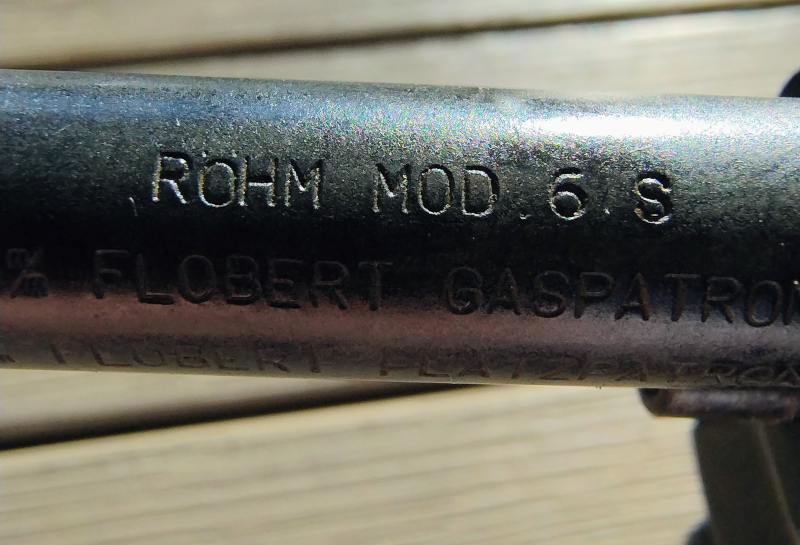 RÖHM MOD. 6 S
m/m FLOBERT GASPATRON
FLOBERT PLATZPATRON